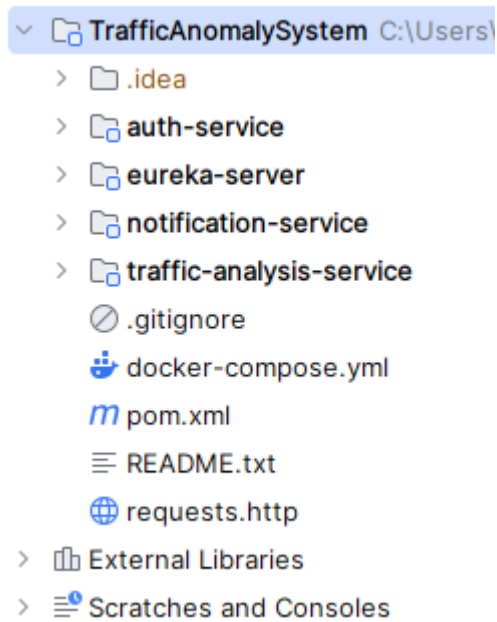 TrafficAnomalySystem C:\Users\
.idea
auth-service
eureka-server
notification-service
traffic-analysis-service
.gitignore
docker-compose.yml
pom.xml
README.txt
requests.http
External Libraries
Scratches and Consoles